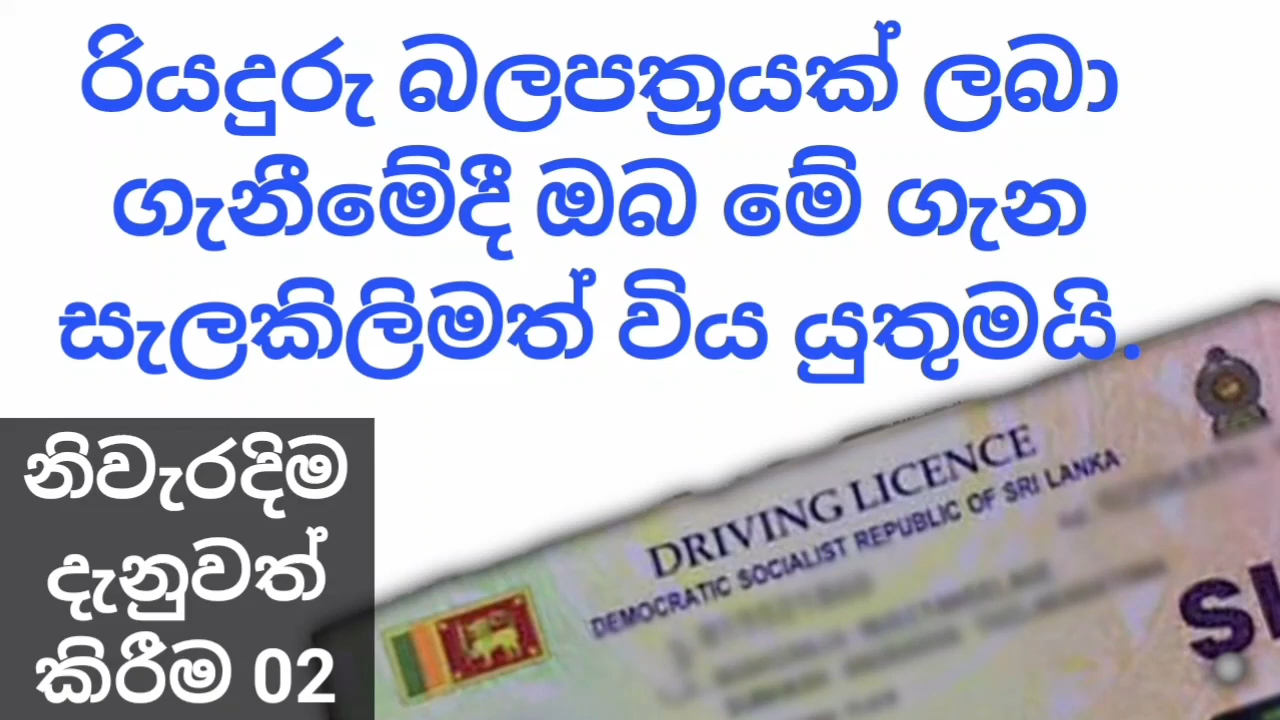 රියදුරු බලපත්‍රයක් ලබා
ගැනීමේදී ඔබ මේ ගැන
සැලකිලිමත් විය යුතුමයි.
නිවැරදිම
දැනුවත්
කිරීම 02
DRIVING LICENCE
DEMOCRATIC SOCIALIST REPUBLIC OF SRI LANKA